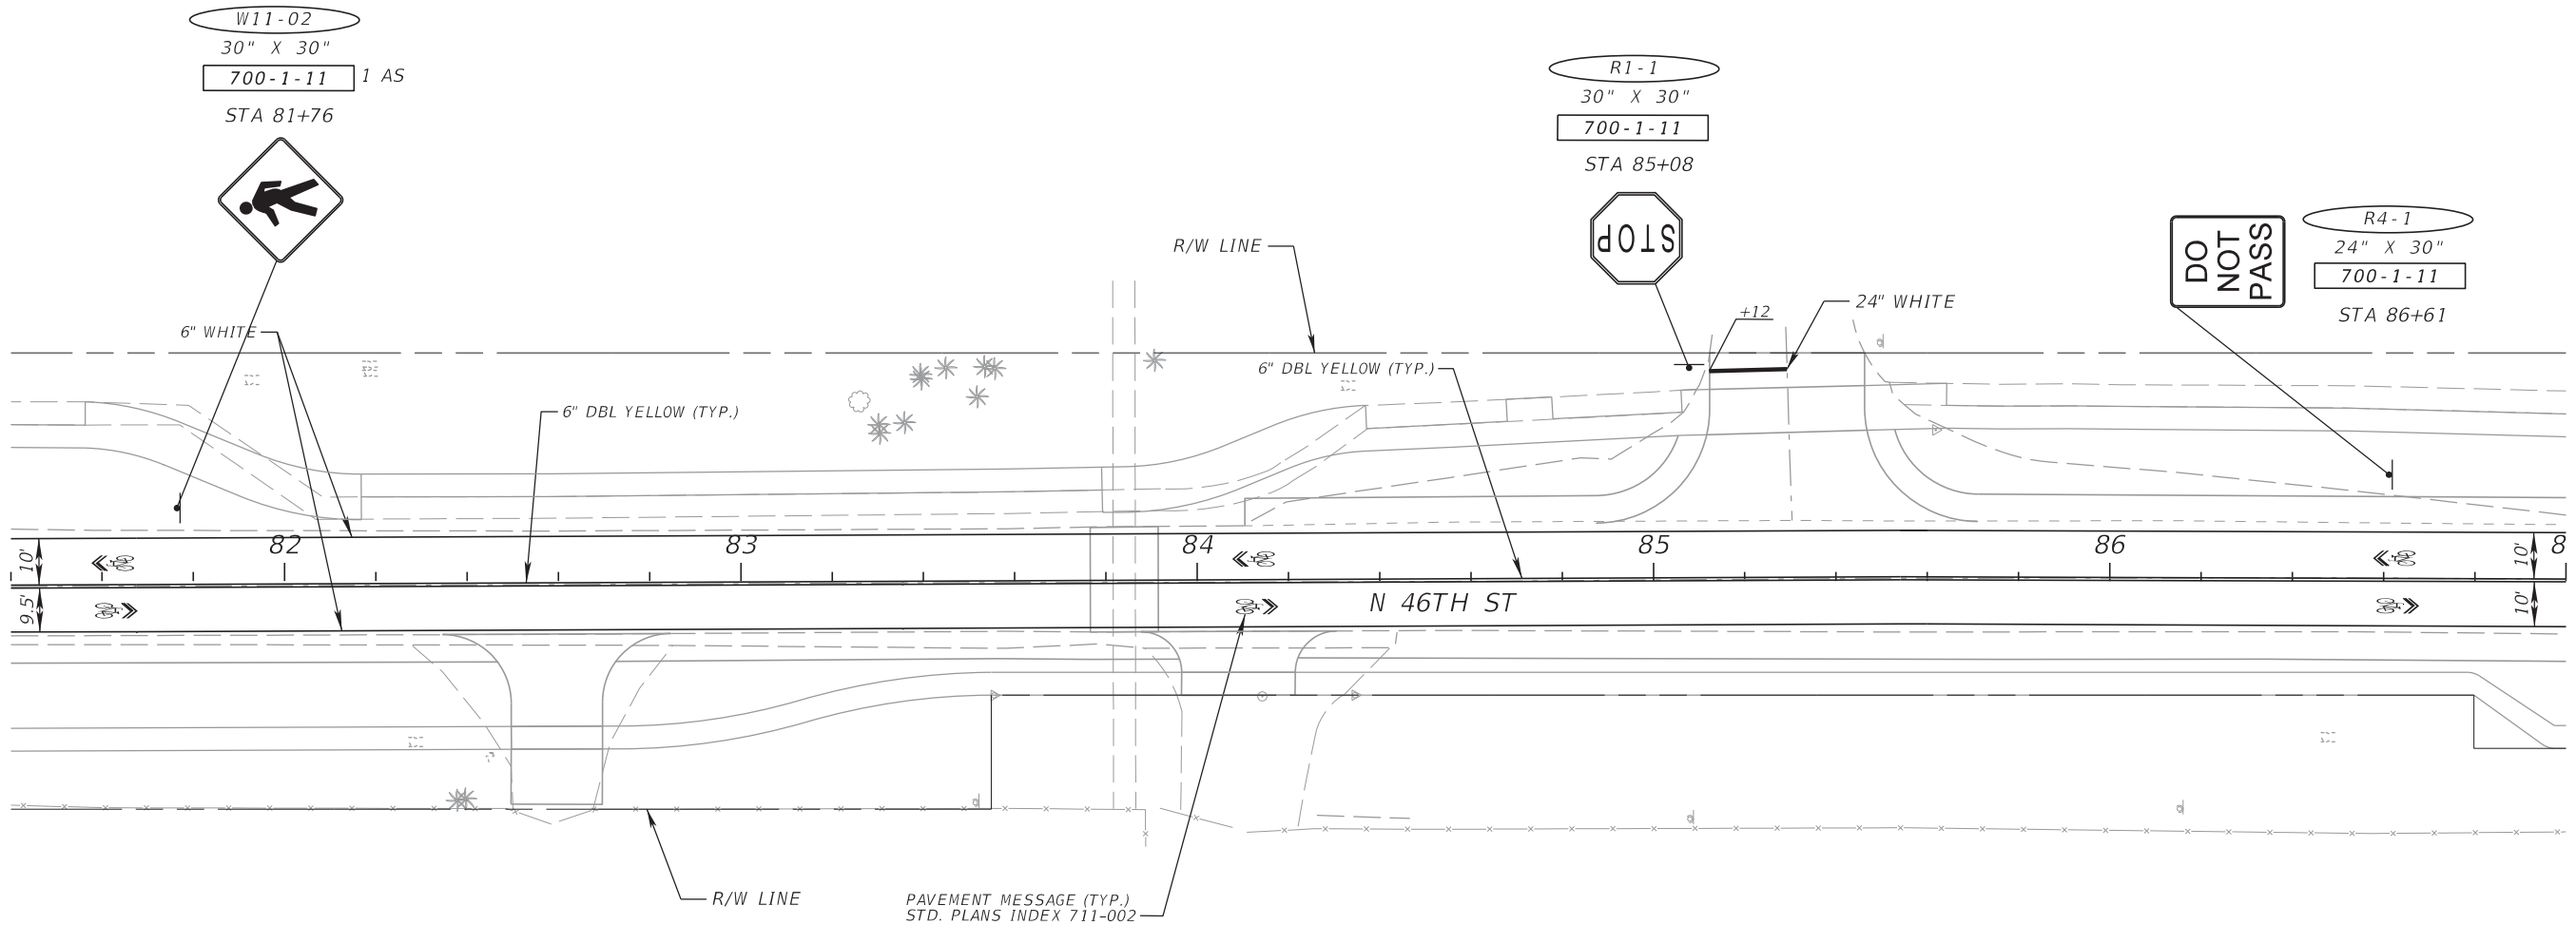 W11-02
30" X 30"
700-1-11 1 AS
STA 81+76
R1-1
30" X 30"
700-1-11
STA 85+08
STOP
R4-1
24" X 30"
700-1-11
STA 86+61
DO
NOT
PASS
R/W LINE
+12
24" WHITE
6" WHITE
6" DBL YELLOW (TYP.)
6" DBL YELLOW (TYP.)
82 83 84 85 86 8
10'
10'
9.5'
10'
N 46TH ST
R/W LINE
PAVEMENT MESSAGE (TYP.)
STD. PLANS INDEX 711-002